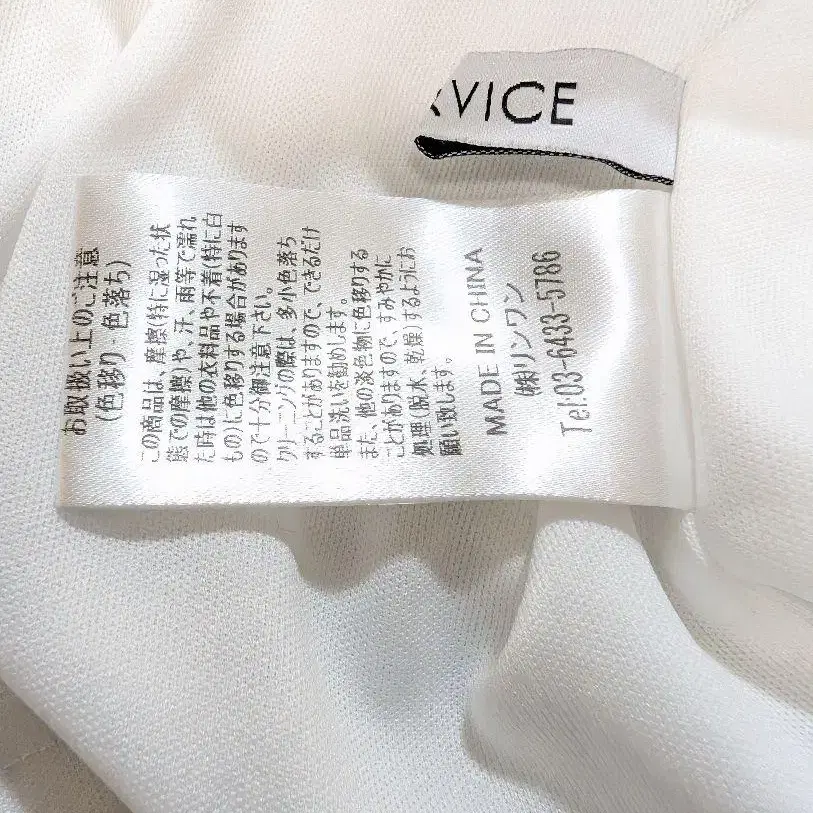 VICE
お取扱い上のご注意
(色移り·色落ち)
この商品は、摩擦(特に湿った状
態での摩擦)や、汗、雨等で濡れ
た時は他の衣料品や不着(特に白
もの)に色移りする場合があります
ので十分御注意下さい。
クリーニングの際は、多小色落ち
することがありますので、できるだけ
単品洗いを勧めします。
また、他の淡色物に色移りする
ことがありますので、すみやかに
処理(脱水、乾燥)するようにお
願い致します。
MADE IN CHINA
㈱リンワン
Tel:03-6433-5786